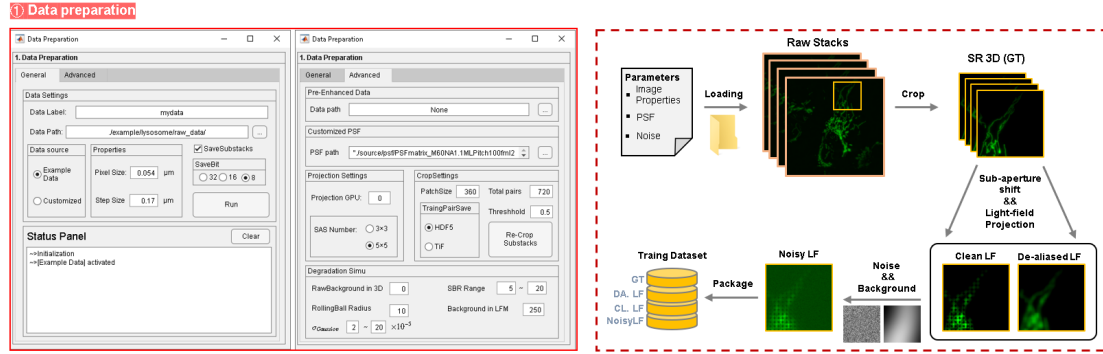 ① Data preparation
Data Preparation
1. Data Preparation
General Advanced
Data Settings
Data Label: mydata
Data Path: ./example/lysosome/raw_data/ ...
Data source
Example
Data
Customized
Properties
Pixel Size: 0.054 μm
Step Size 0.17 μm
SaveSubstacks
SaveBit
32 16 8
Run
Status Panel
Clear
~>Initialization
~>[Example Data] activated
Data Preparation
1. Data Preparation
General Advanced
Pre-Enhanced Data
Data path None ...
Customized PSF
PSF path "./source/psf/PSFmatrix_M60NA1.1MLPitch100fml2 ...
Projection Settings
Projection GPU: 0
SAS Number: 3×3
5×5
CropSettings
PatchSize 360 Total pairs 720
TraingPairSave
HDF5
TiF
Threshhold 0.5
Re-Crop
Substacks
Degradation Simu
RawBackground in 3D 0 SBR Range 5 ~ 20
RollingBall Radius 10 Background in LFM 250
σGaussian 2 ~ 20 ×10⁻³
Parameters
Image
Properties
PSF
Noise
Loading
Raw Stacks
Crop
SR 3D (GT)
Sub-aperture
shift
&&
Light-field
Projection
Clean LF De-aliased LF
Noise
&&
Background
Noisy LF
Package
Traing Dataset
GT
DA. LF
CL. LF
NoisyLF